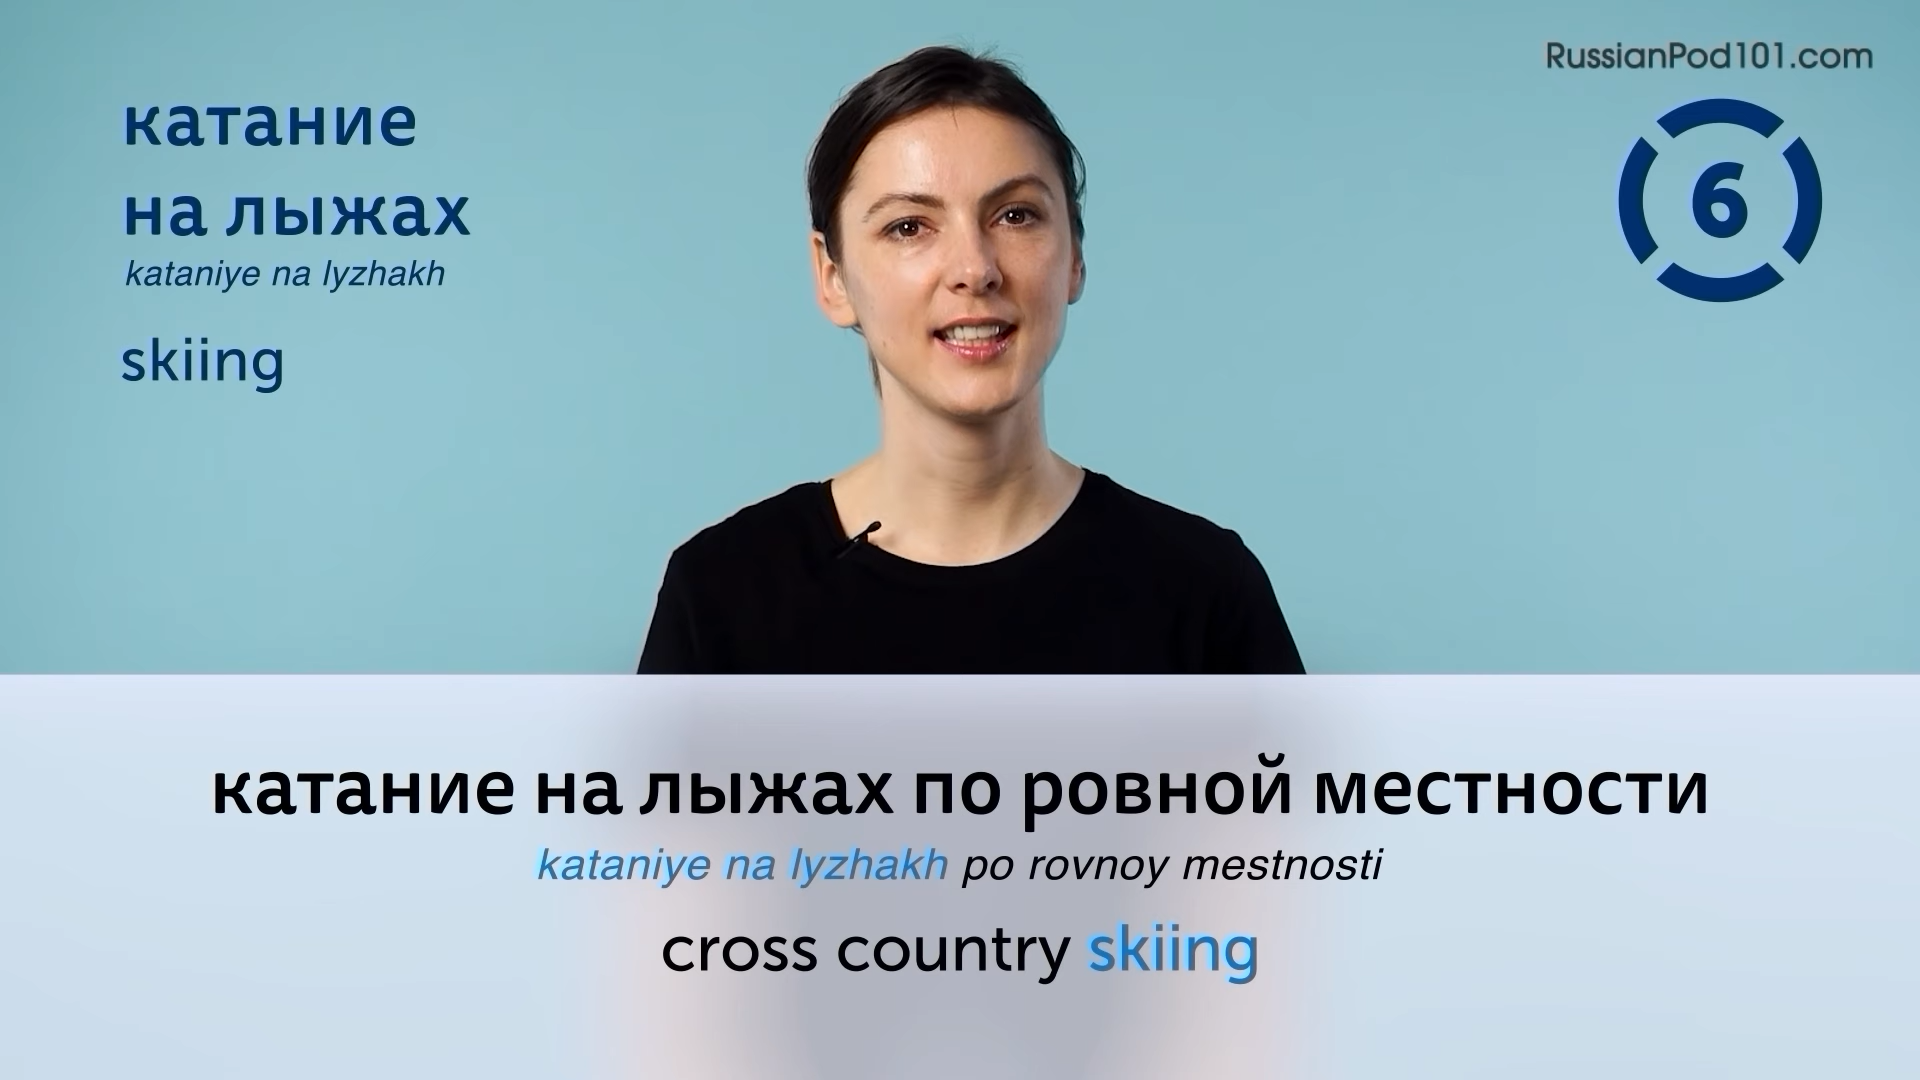 RussianPod101.com
катание
на лыжах
kataniye na lyzhakh
skiing
6
катание на лыжах по ровной местности
kataniye na lyzhakh po rovnoy mestnosti
cross country skiing